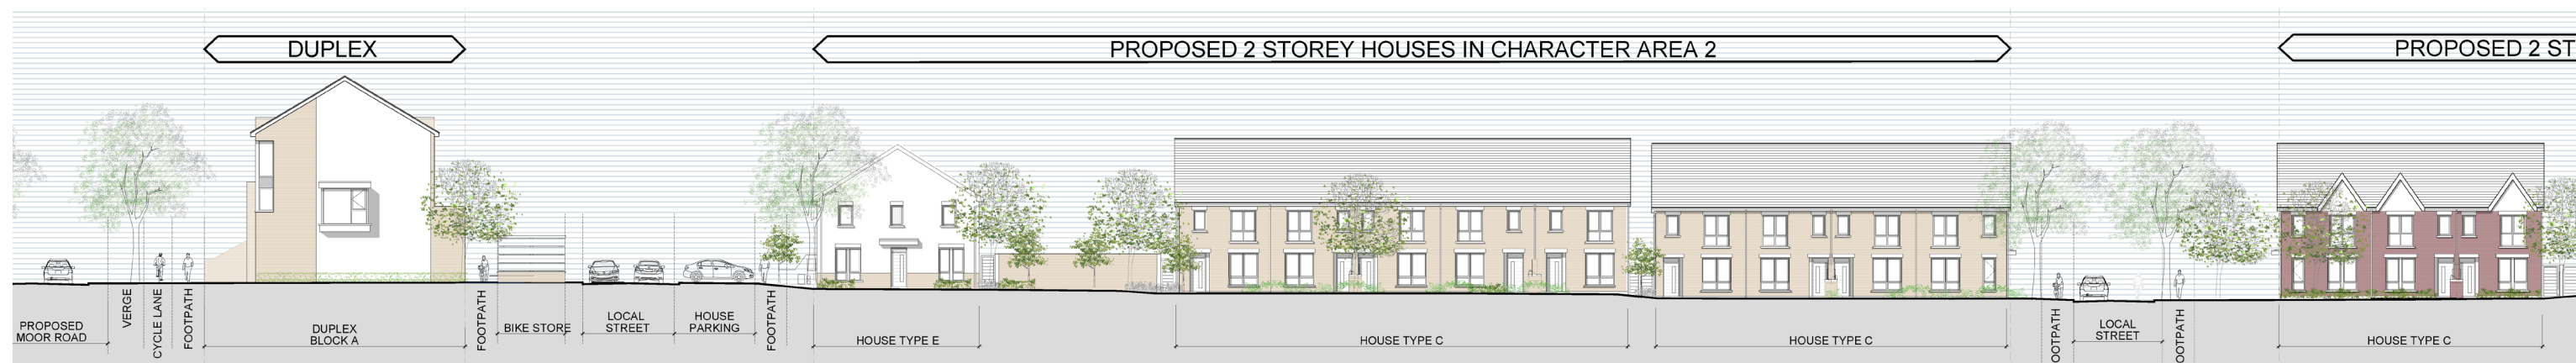 DUPLEX
PROPOSED 2 STOREY HOUSES IN CHARACTER AREA 2
PROPOSED 2 ST
PROPOSED
MOOR ROAD
VERGE
CYCLE LANE
FOOTPATH
DUPLEX
BLOCK A
FOOTPATH
BIKE STORE
LOCAL
STREET
HOUSE
PARKING
FOOTPATH
HOUSE TYPE E
HOUSE TYPE C
HOUSE TYPE C
OOTPATH
LOCAL
STREET
OOTPATH
HOUSE TYPE C